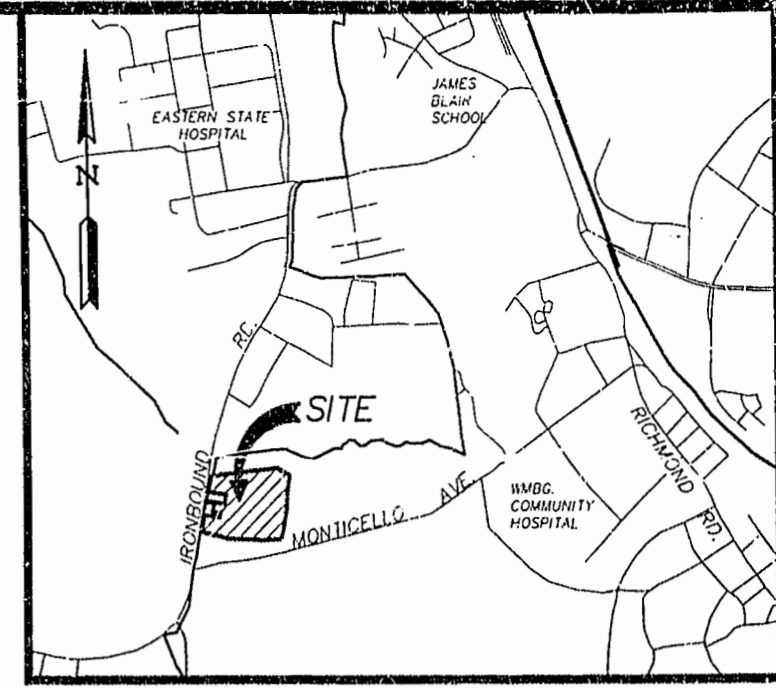 JAMES
BLAIR
SCHOOL
EASTERN STATE
HOSPITAL
N
RD.
SITE
RICHMOND
RD.
IRONBOUND
MONTICELLO
AVE.
WMBG.
COMMUNITY
HOSPITAL